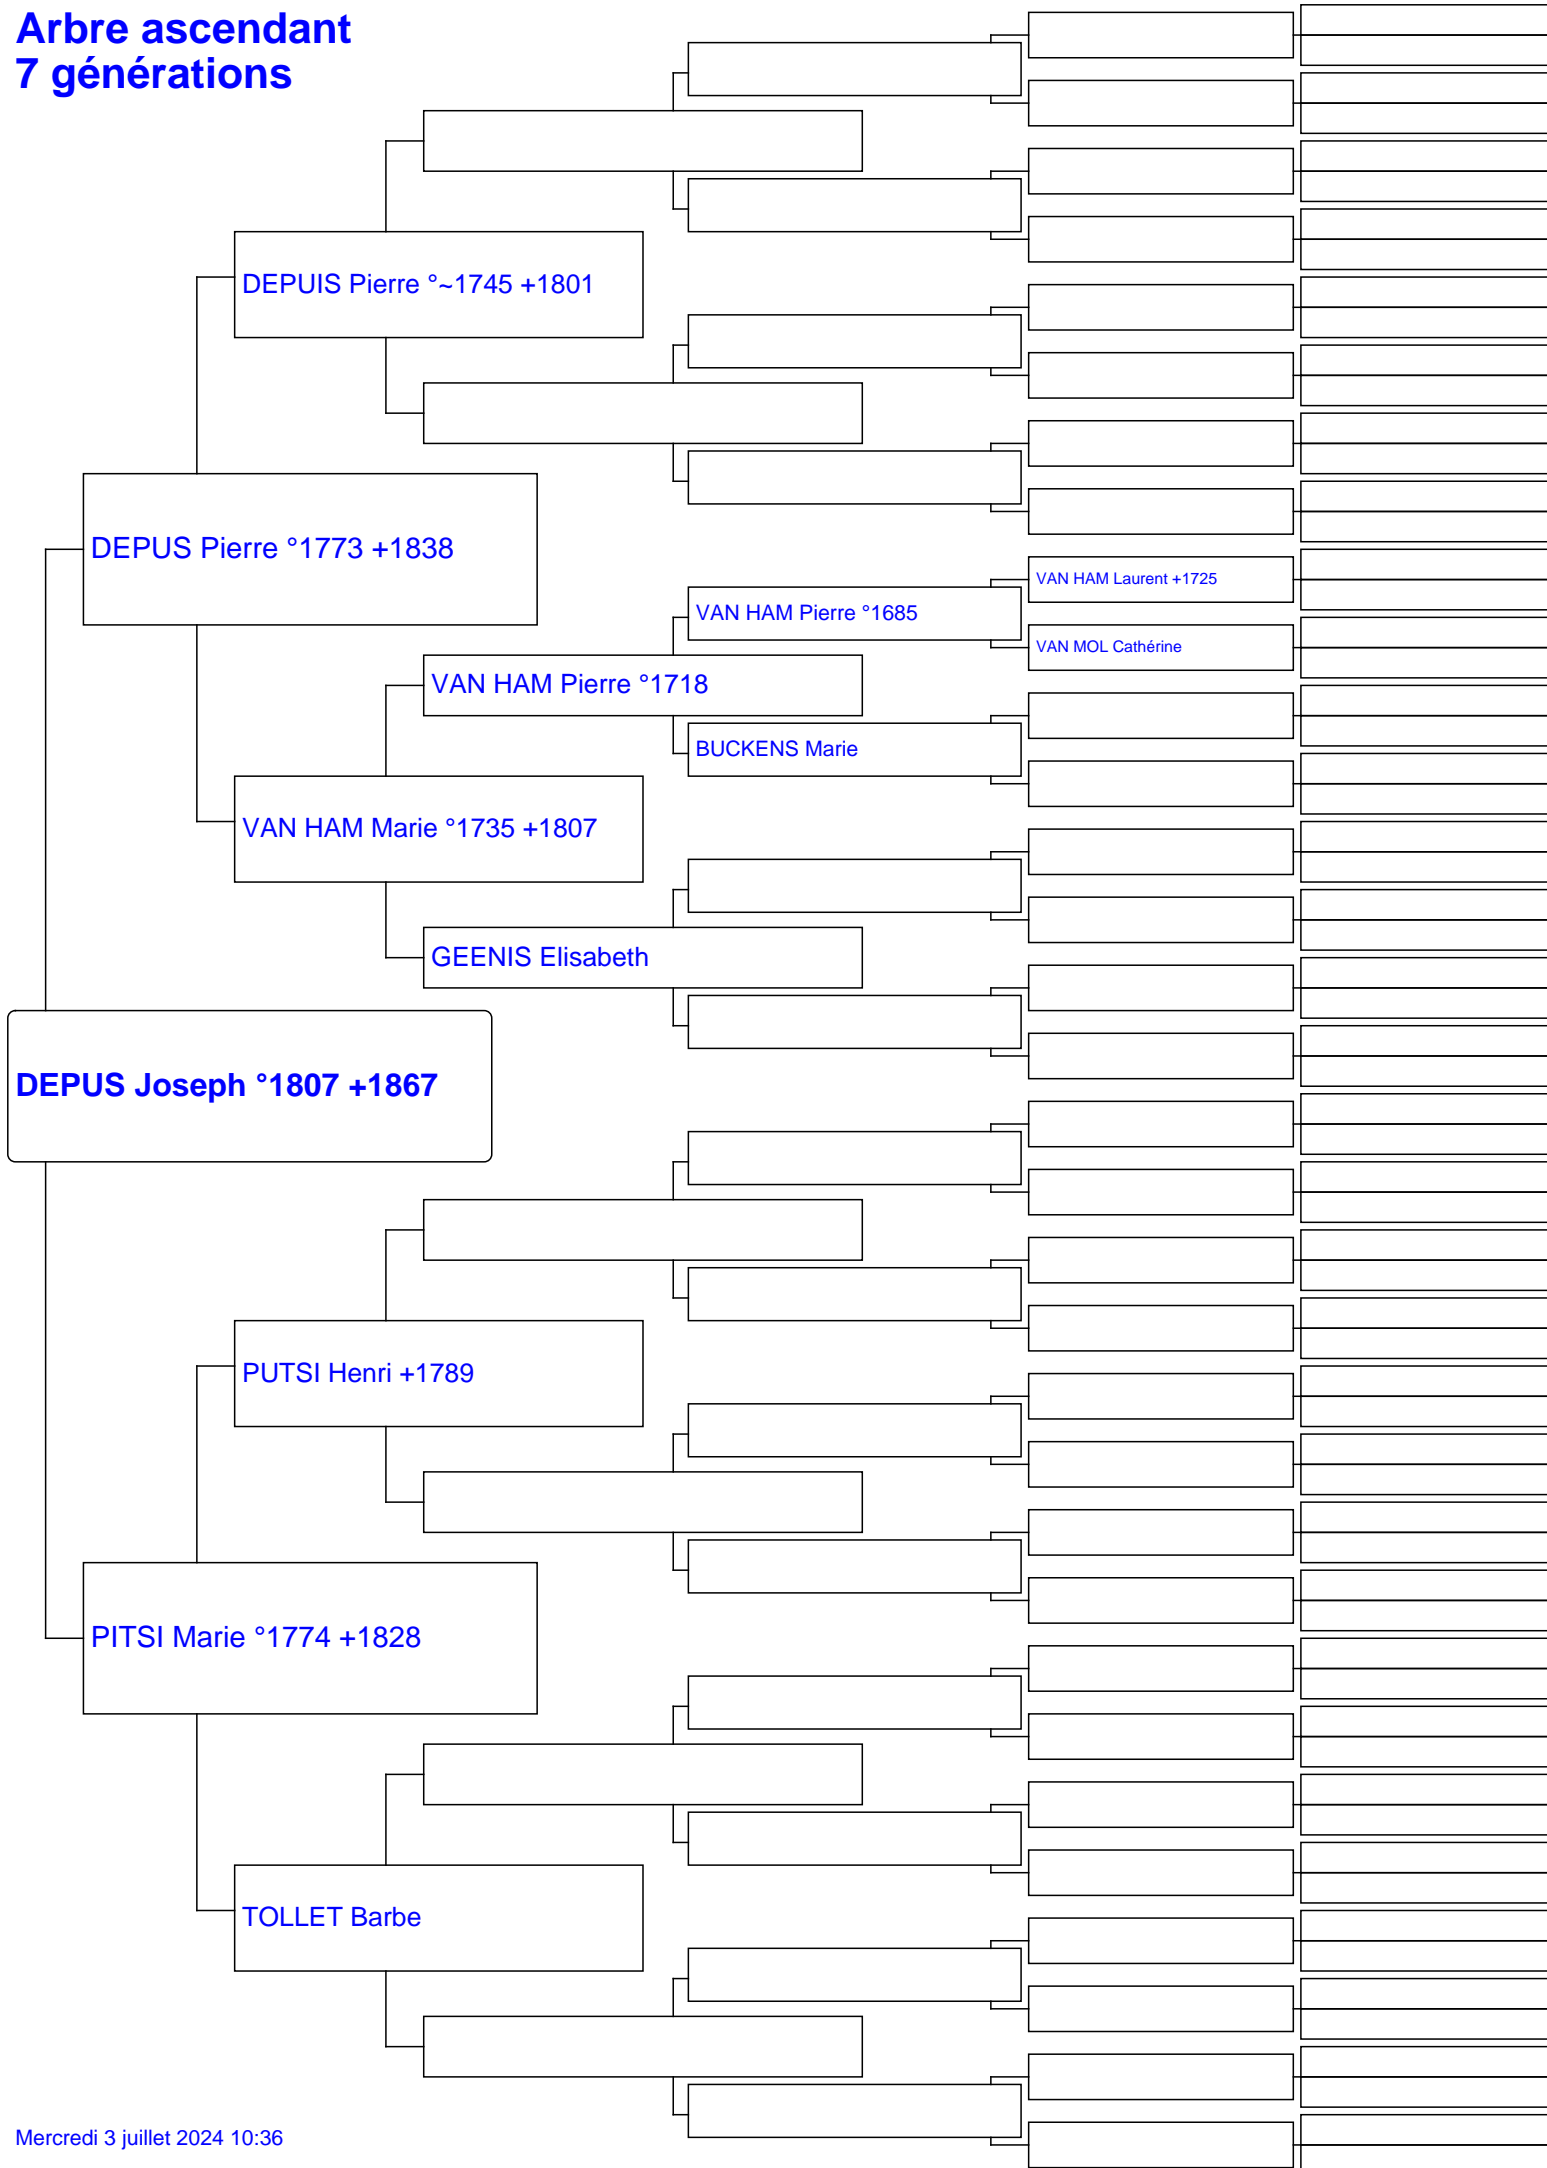 Arbre ascendant
7 générations
DEPUIS Pierre °~1745 +1801
DEPUS Pierre °1773 +1838
VAN HAM Laurent +1725
VAN HAM Pierre °1685
VAN MOL Cathérine
VAN HAM Pierre °1718
BUCKENS Marie
VAN HAM Marie °1735 +1807
GEENIS Elisabeth
DEPUS Joseph °1807 +1867
PUTSI Henri +1789
PITSI Marie °1774 +1828
TOLLET Barbe
Mercredi 3 juillet 2024 10:36